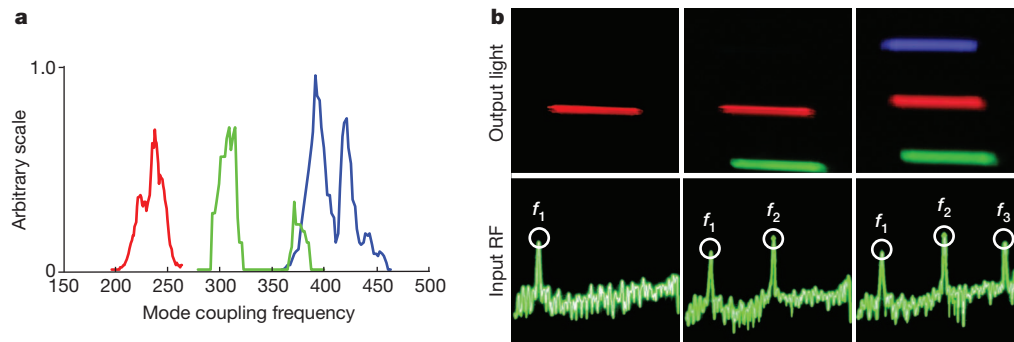 a
1.0
0
Arbitrary scale
150 200 250 300 350 400 450 500
Mode coupling frequency
b
Output light
Input RF
f1
f1 f2
f1 f2 f3